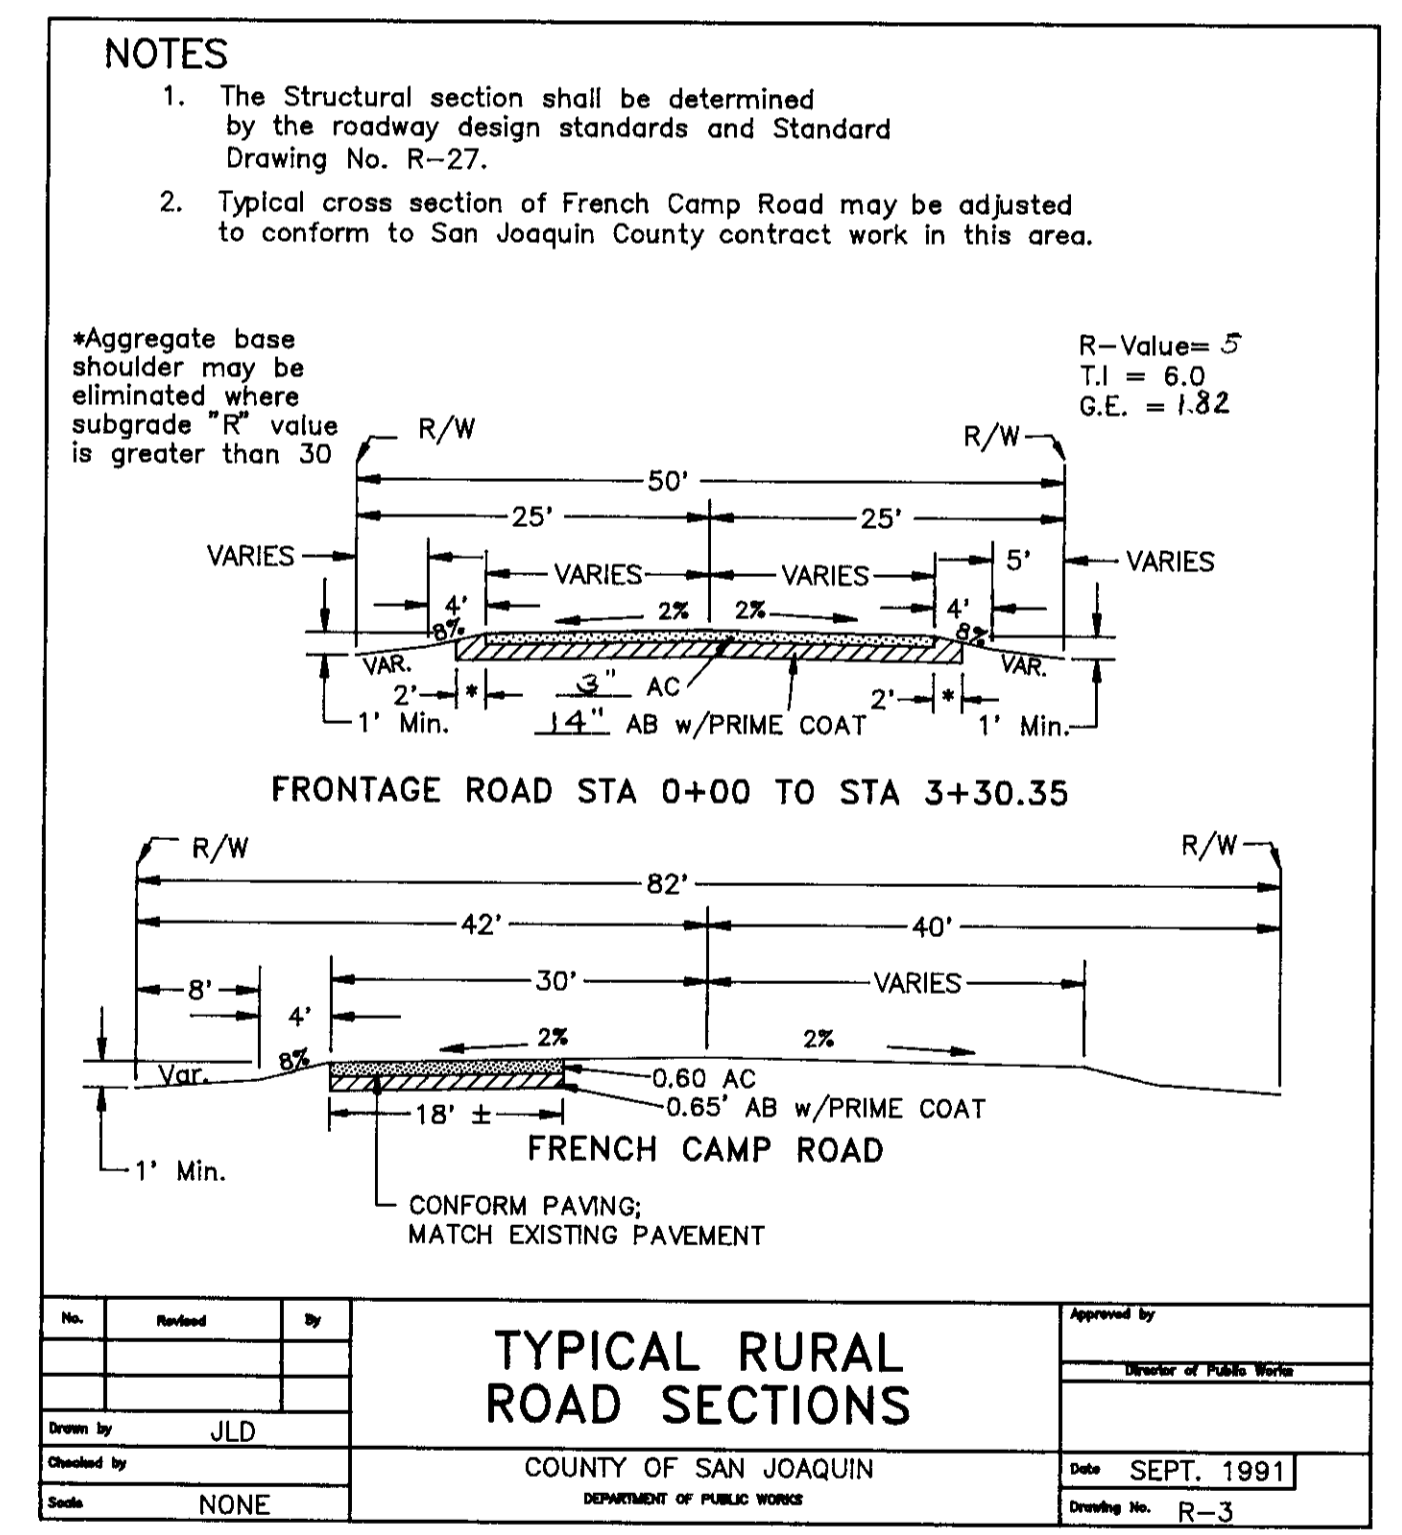 NOTES
1. The Structural section shall be determined
by the roadway design standards and Standard
Drawing No. R-27.
2. Typical cross section of French Camp Road may be adjusted
to conform to San Joaquin County contract work in this area.
*Aggregate base
shoulder may be
eliminated where
subgrade "R" value
is greater than 30
R-Value= 5
T.I = 6.0
G.E. = 1.82
R/W
R/W
50'
25'
25'
VARIES
VARIES
VARIES
5'
VARIES
4'
2%
2%
4'
8%
8%
VAR.
VAR.
2'
*
3" AC
2'
*
1' Min.
14" AB w/PRIME COAT
1' Min.
FRONTAGE ROAD STA 0+00 TO STA 3+30.35
R/W
R/W
82'
42'
40'
8'
30'
VARIES
4'
2%
2%
8%
Var.
0.60 AC
0.65' AB w/PRIME COAT
18' ±
FRENCH CAMP ROAD
1' Min.
CONFORM PAVING;
MATCH EXISTING PAVEMENT
No. Revised By
Drawn by JLD
Checked by
Scale NONE
TYPICAL RURAL
ROAD SECTIONS
COUNTY OF SAN JOAQUIN
DEPARTMENT OF PUBLIC WORKS
Approved by
Director of Public Works
Date SEPT. 1991
Drawing No. R-3